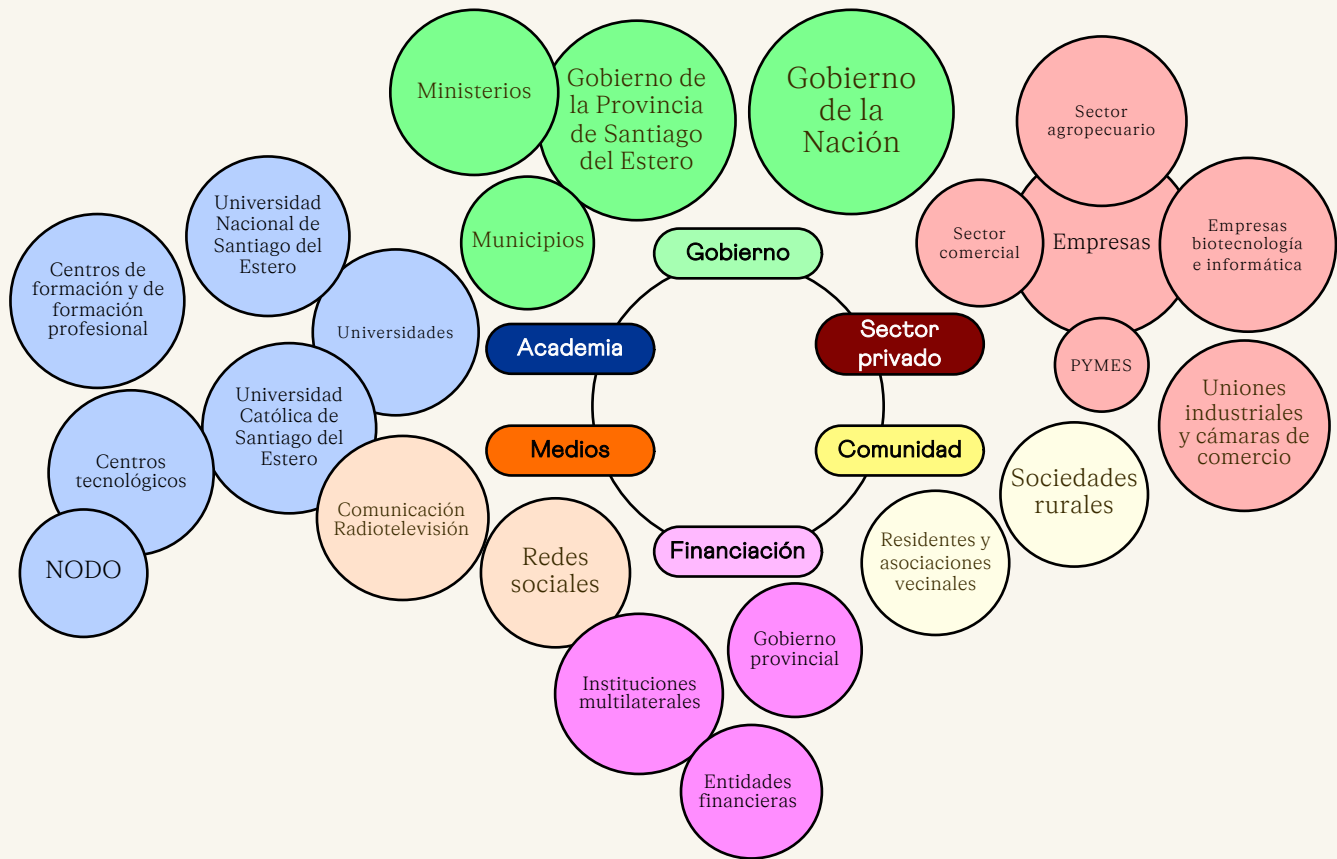 Ministerios
Gobierno de
la Provincia
de Santiago
del Estero
Gobierno
de la
Nación
Municipios
Gobierno
Sector
agropecuario
Sector
comercial
Empresas
Empresas
biotecnología
e informática
PYMES
Uniones
industriales
y cámaras de
comercio
Sector
privado
Universidad
Nacional de
Santiago del
Estero
Centros de
formación y de
formación
profesional
Universidades
Academia
Universidad
Católica de
Santiago del
Estero
Centros
tecnológicos
NODO
Medios
Comunicación
Radiotelevisión
Redes
sociales
Comunidad
Sociedades
rurales
Residentes y
asociaciones
vecinales
Financiación
Gobierno
provincial
Instituciones
multilaterales
Entidades
financieras